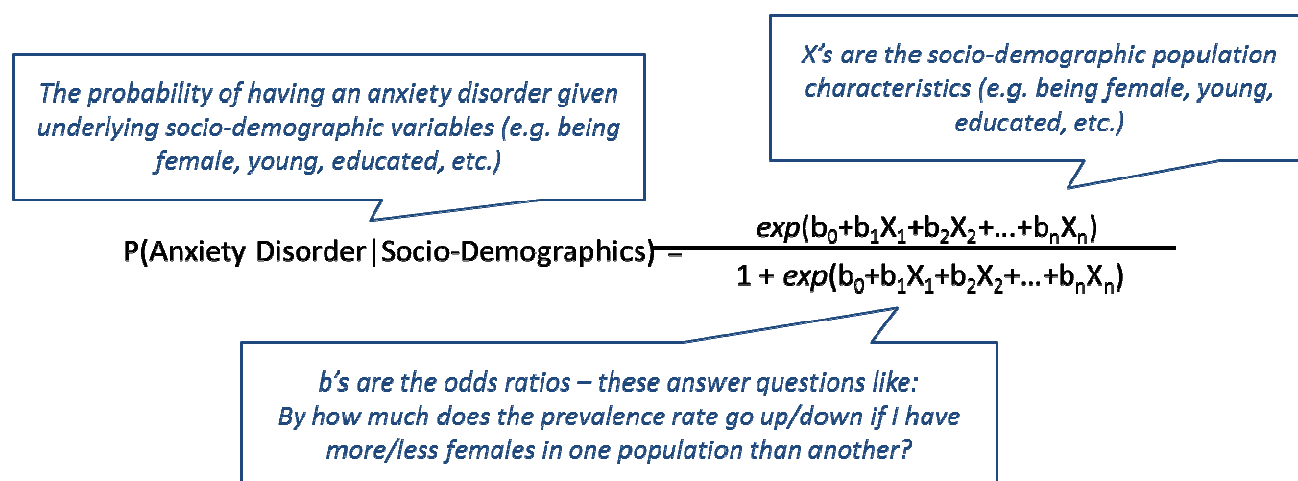 X's are the socio-demographic population
characteristics (e.g. being female, young,
educated, etc.)
The probability of having an anxiety disorder given
underlying socio-demographic variables (e.g. being
female, young, educated, etc.)
exp(b₀+b₁X₁+b₂X₂+...+bₙXₙ)
P(Anxiety Disorder|Socio-Demographics) =
1 + exp(b₀+b₁X₁+b₂X₂+...+bₙXₙ)
b's are the odds ratios – these answer questions like:
By how much does the prevalence rate go up/down if I have
more/less females in one population than another?